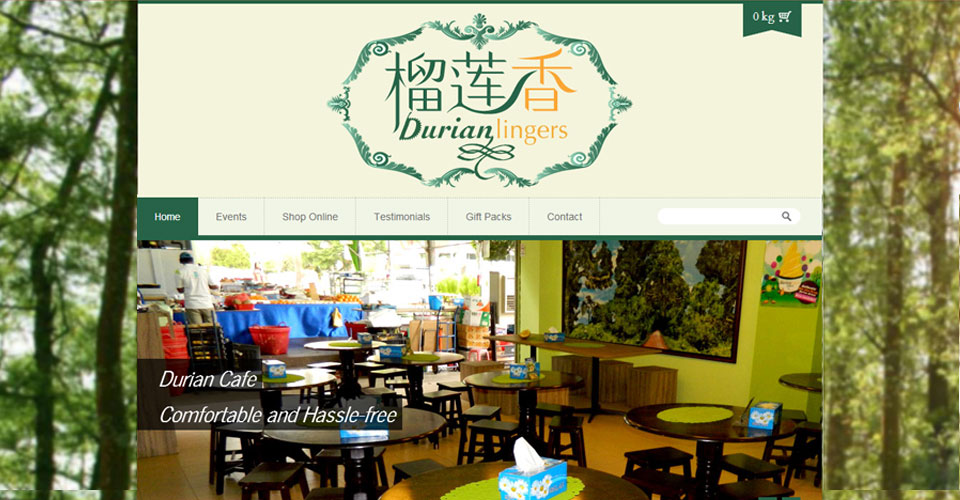 0 kg
榴莲香
Durian lingers
Home Events Shop Online Testimonials Gift Packs Contact
Durian Cafe
Comfortable and Hassle-free